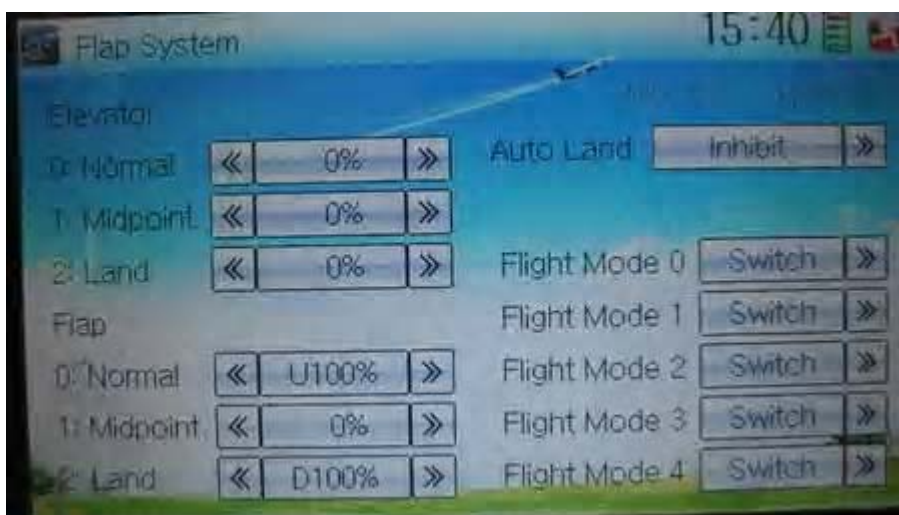 Flap System 15:40
Elevator
0: Normal « 0% »
1: Midpoint « 0% »
2: Land « 0% »
Flap
0: Normal « U100% »
1: Midpoint « 0% »
2: Land « D100% »
Auto Land Inhibit »
Flight Mode 0 Switch »
Flight Mode 1 Switch »
Flight Mode 2 Switch »
Flight Mode 3 Switch »
Flight Mode 4 Switch »